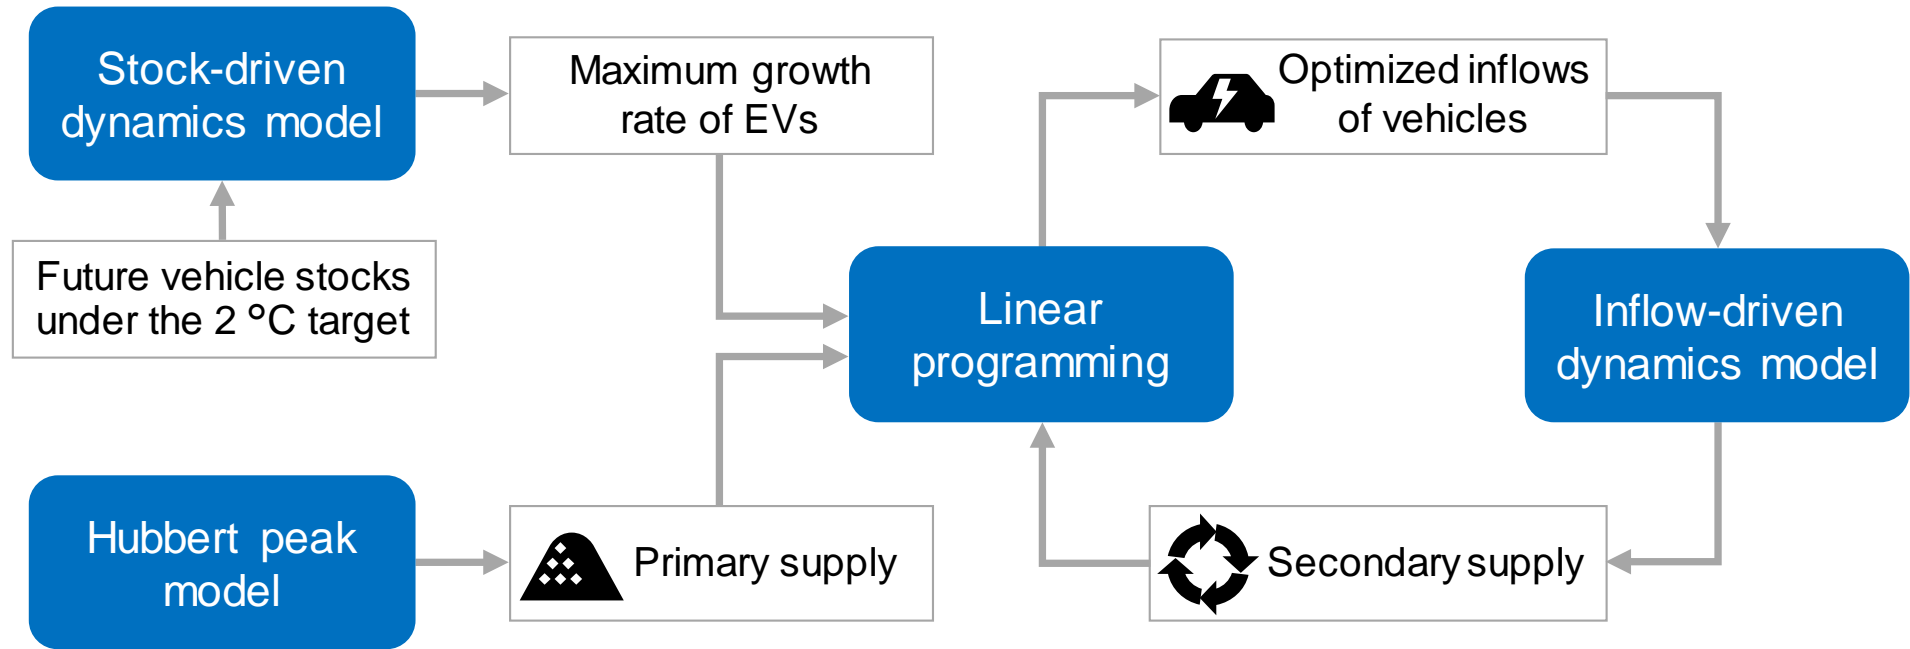 Stock-driven
dynamics model
Maximum growth
rate of EVs
Optimized inflows
of vehicles
Future vehicle stocks
under the 2 °C target
Linear
programming
Inflow-driven
dynamics model
Hubbert peak
model
Primary supply
Secondary supply